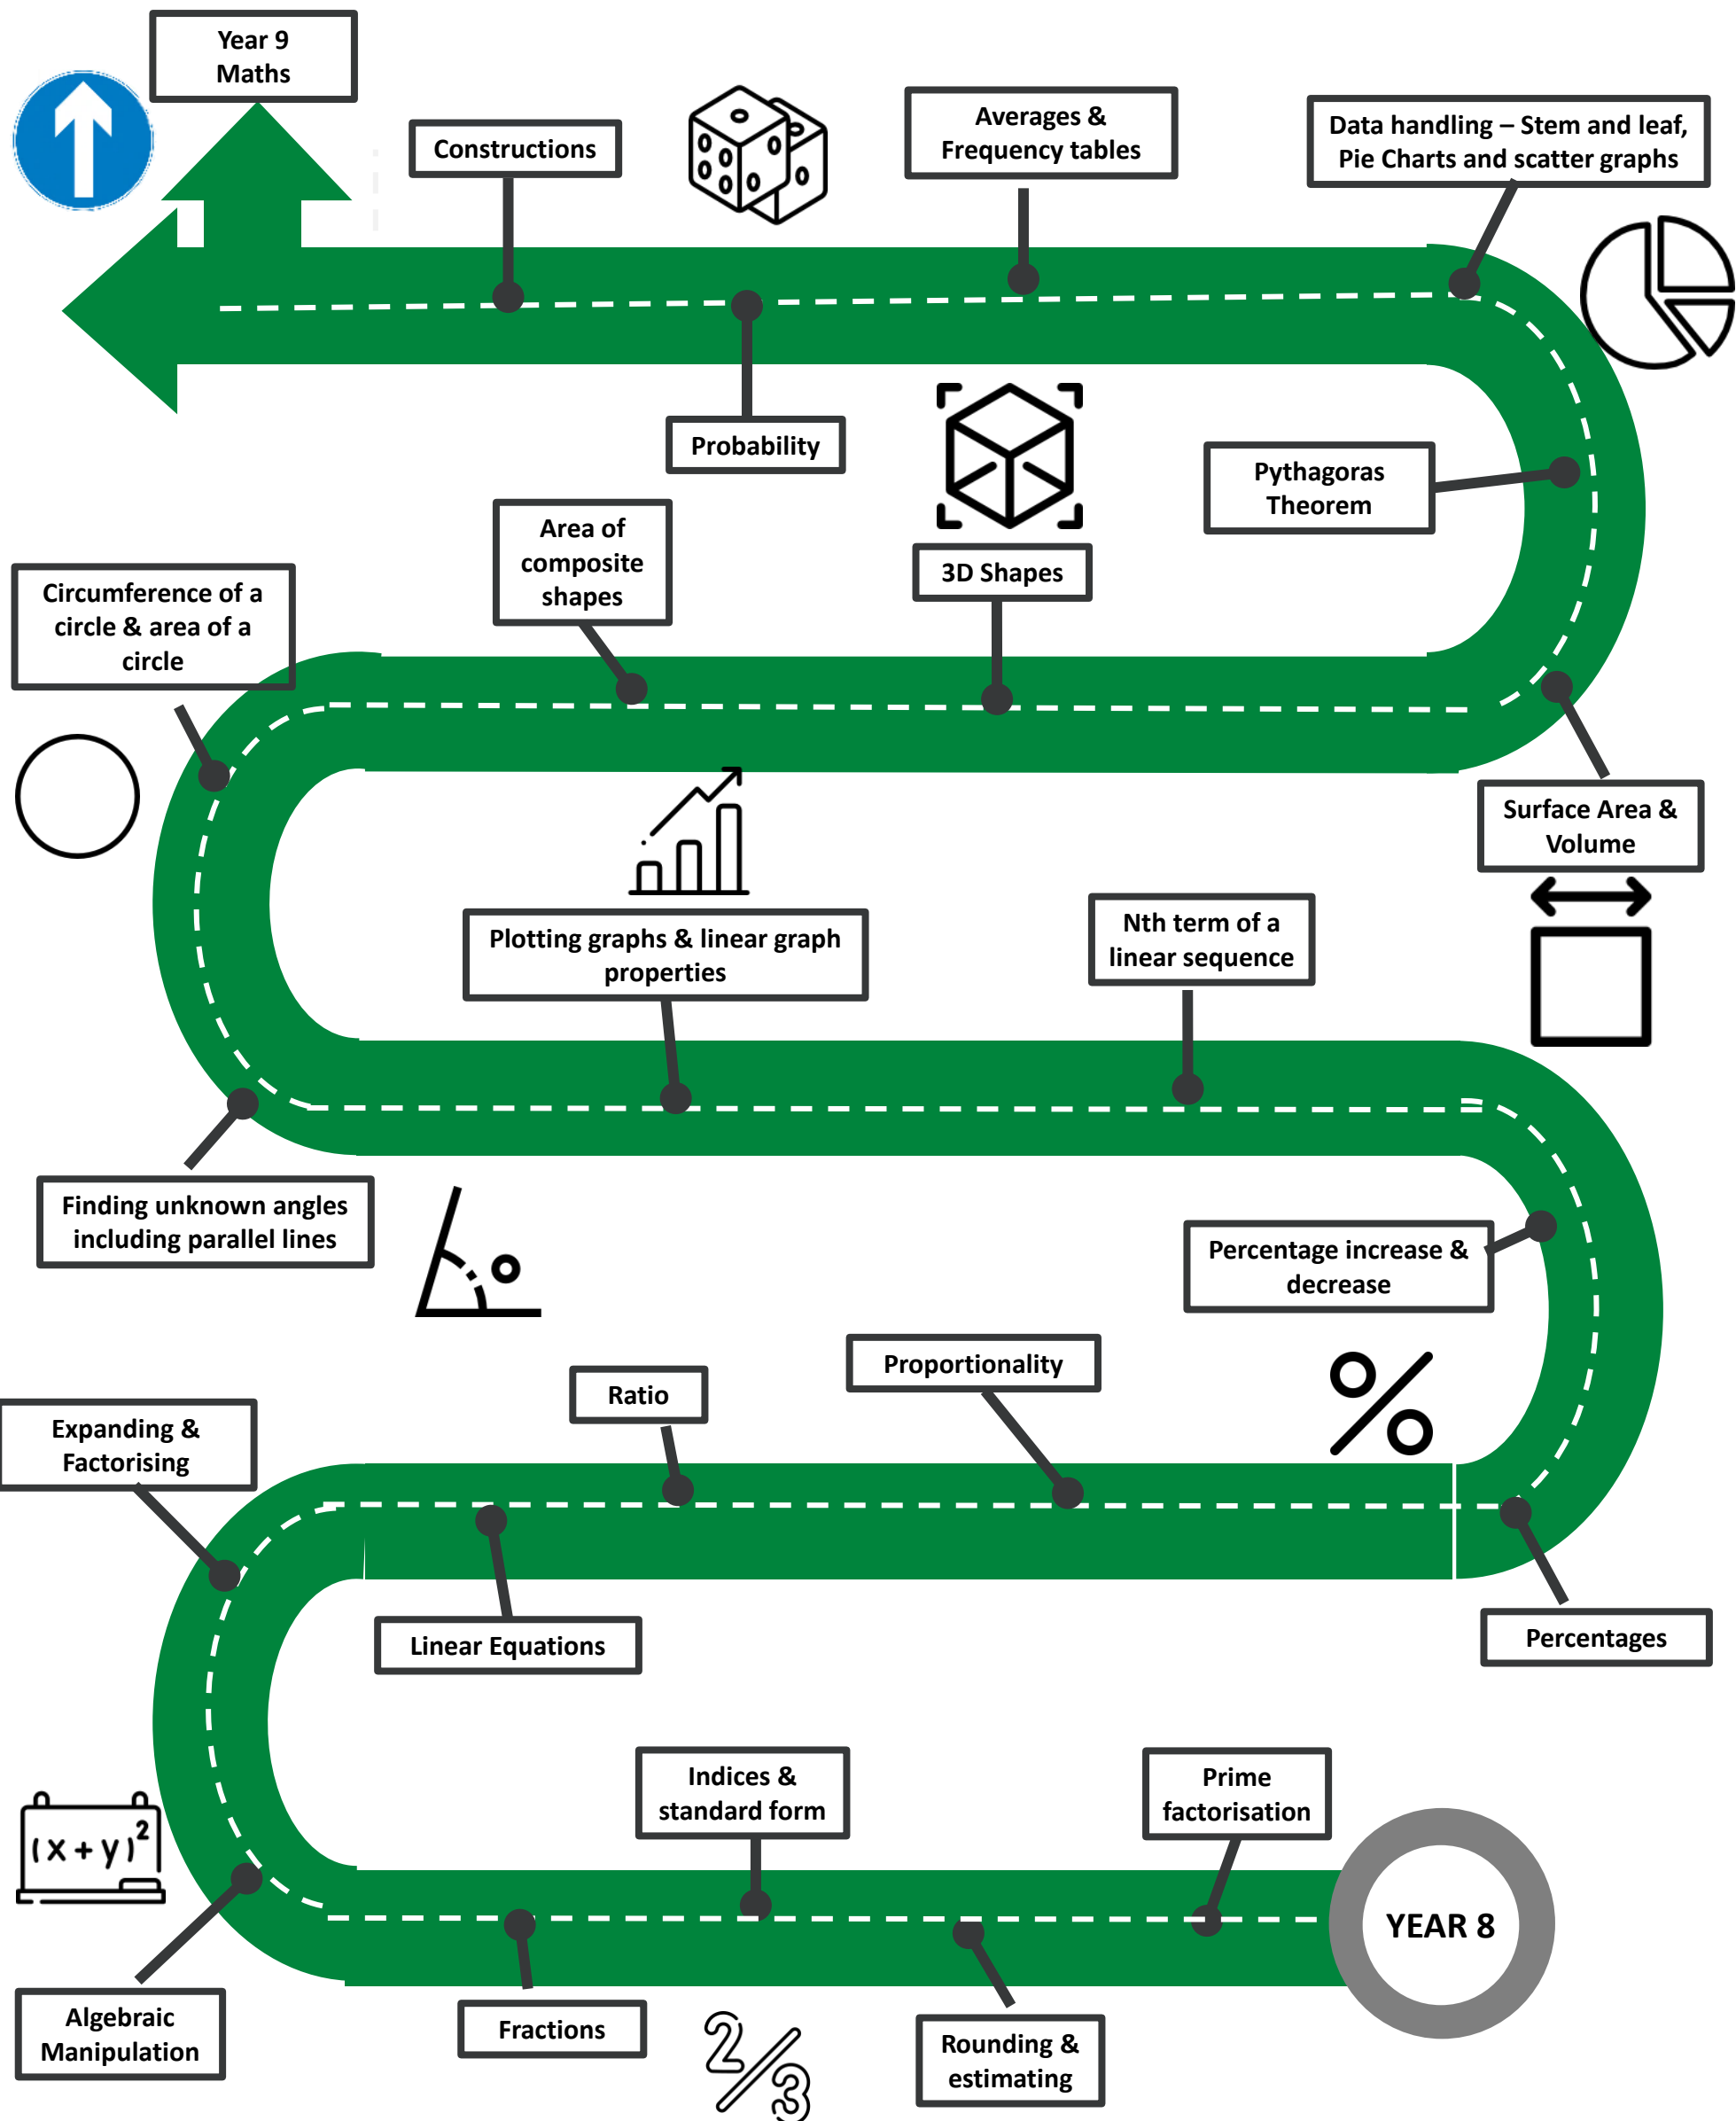 Year 9
Maths
Constructions
Averages &
Frequency tables
Data handling – Stem and leaf,
Pie Charts and scatter graphs
Probability
Pythagoras
Theorem
Area of
composite
shapes
3D Shapes
Circumference of a
circle & area of a
circle
Surface Area &
Volume
Plotting graphs & linear graph
properties
Nth term of a
linear sequence
Finding unknown angles
including parallel lines
Percentage increase &
decrease
%
Proportionality
Ratio
Expanding &
Factorising
Linear Equations
Percentages
Indices &
standard form
Prime
factorisation
(x + y)²
YEAR 8
Algebraic
Manipulation
Fractions
2/3
Rounding &
estimating